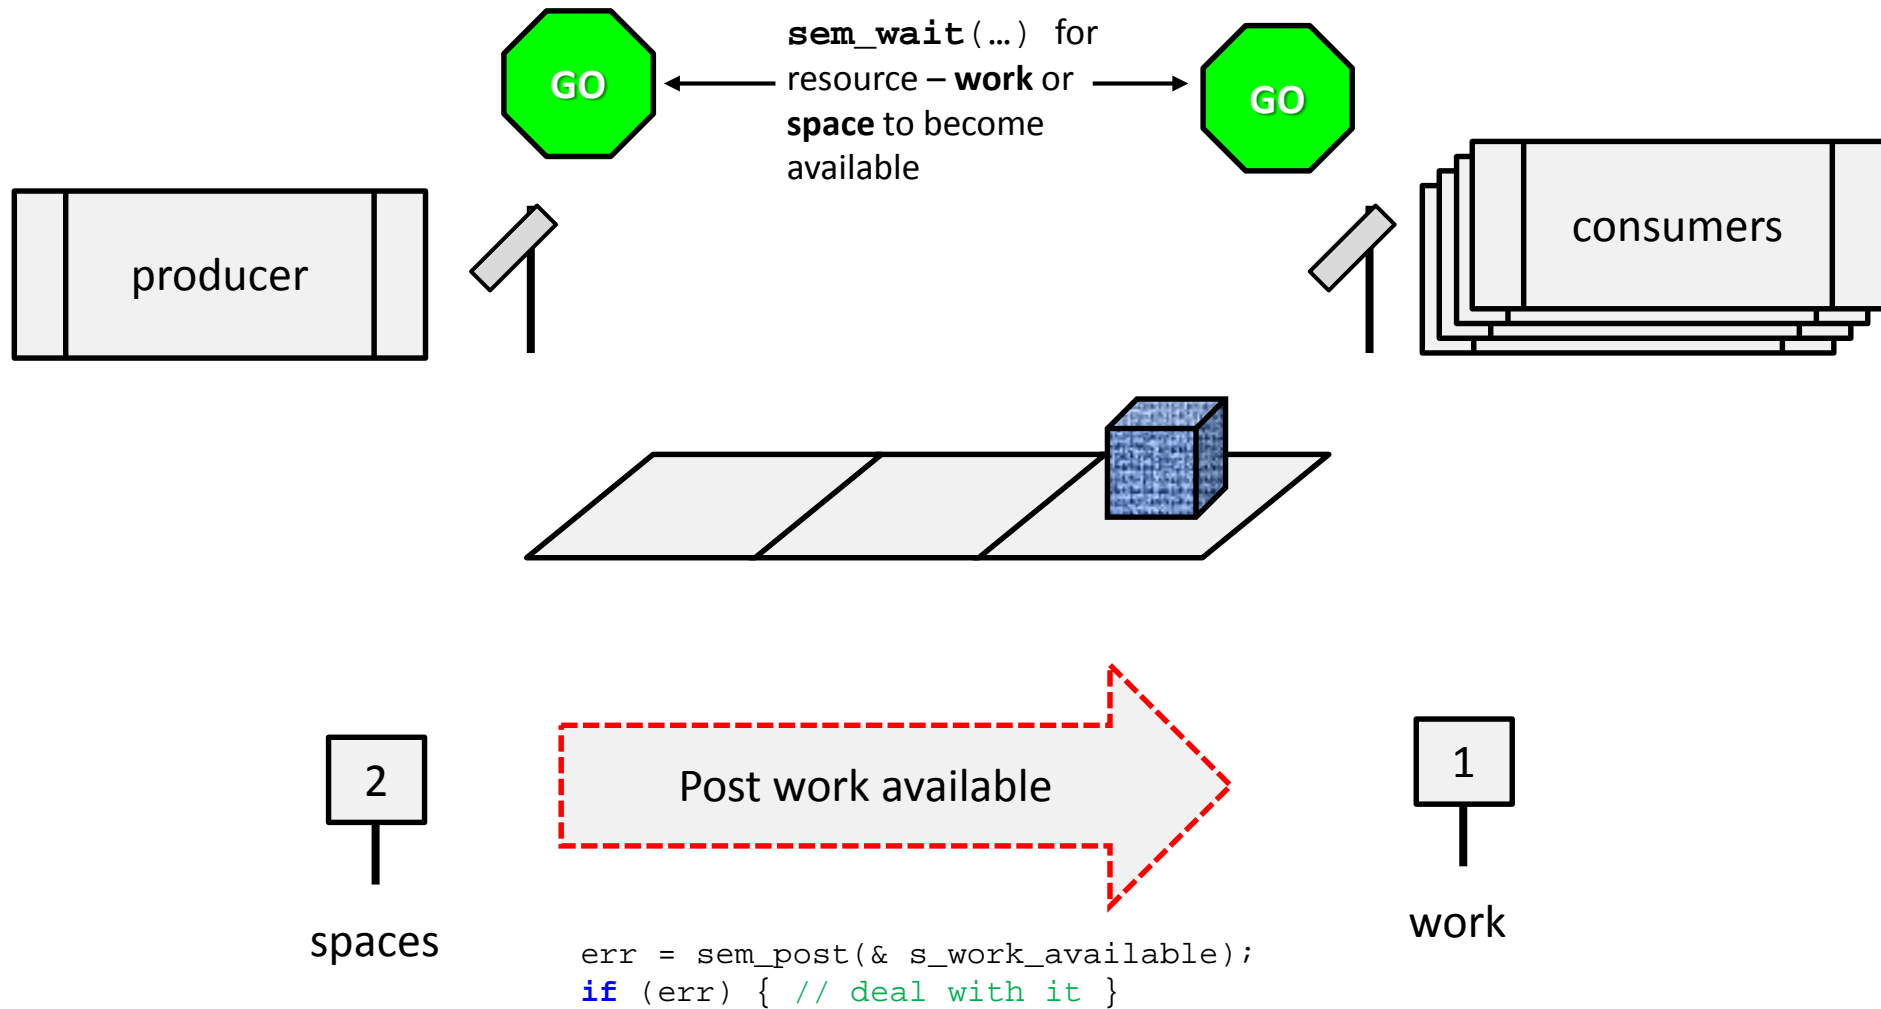 GO
sem_wait(…) for
resource – work or
space to become
available
GO
producer
consumers
2
Post work available
1
spaces
work
err = sem_post(& s_work_available);
if (err) { // deal with it }